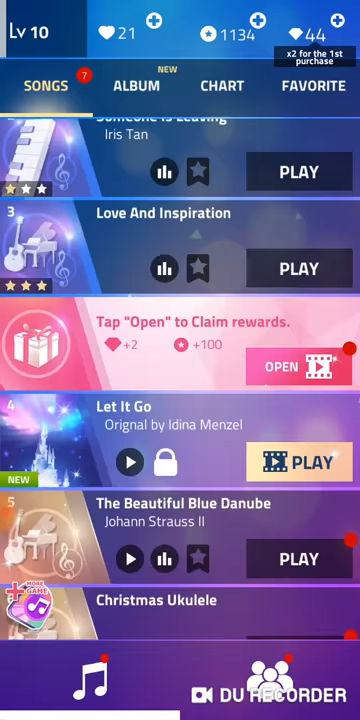 Lv 10
21
1134
44
x2 for the 1st
purchase
SONGS
7
ALBUM
NEW
CHART
FAVORITE
Someone Is Leaving
Iris Tan
PLAY
3
Love And Inspiration
PLAY
Tap "Open" to Claim rewards.
+2
+100
OPEN
4
Let It Go
Orignal by Idina Menzel
NEW
PLAY
5
The Beautiful Blue Danube
Johann Strauss II
PLAY
MORE
GAME
Christmas Ukulele
DU RECORDER